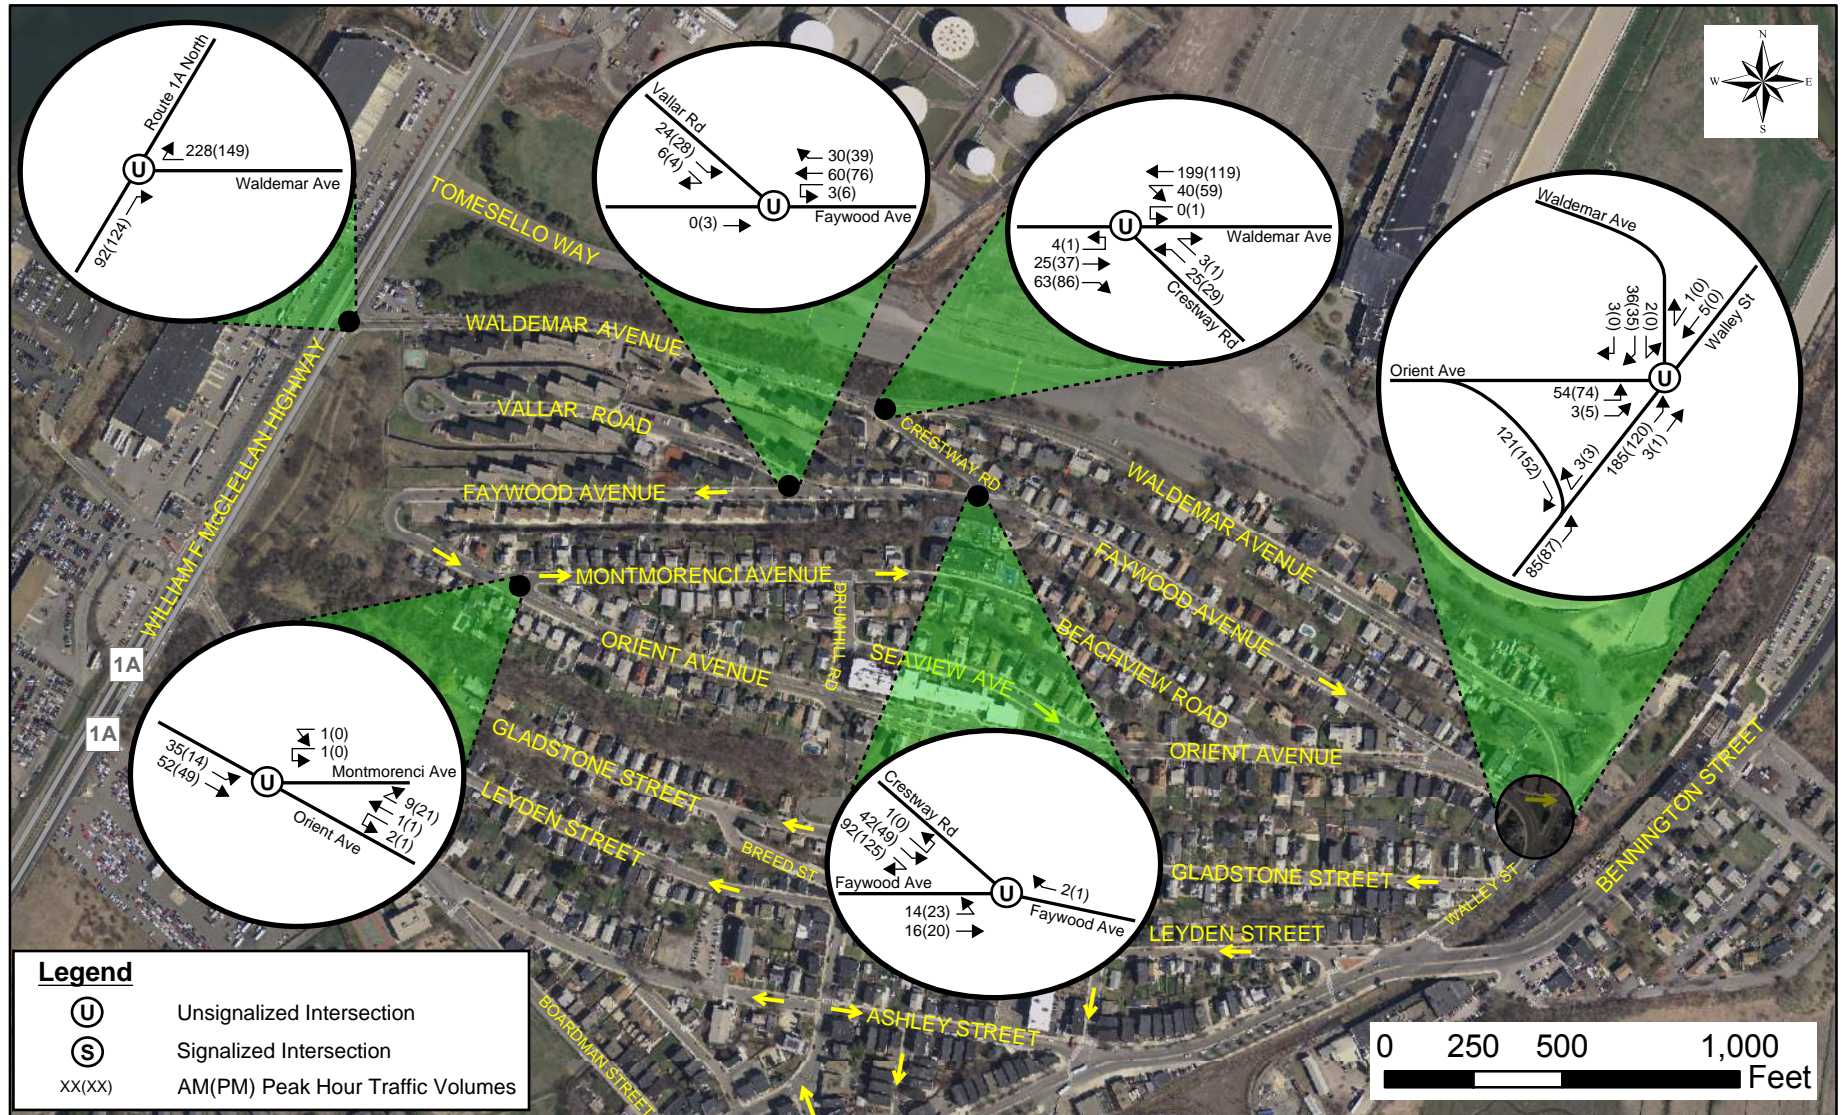 Route 1A North
228(149)
Waldemar Ave
92(124)
U
Vallar Rd
24(28)
6(4)
30(39)
60(76)
3(6)
U
Faywood Ave
0(3)
199(119)
40(59)
0(1)
U
Waldemar Ave
4(1)
25(37)
63(86)
3(1)
25(29)
Crestway Rd
N
W
E
S
Waldemar Ave
1(0)
5(0)
Walley St
2(0)
36(35)
3(0)
Orient Ave
U
54(74)
3(5)
121(152)
3(3)
185(120)
3(1)
85(87)
TOMESELLO WAY
WALDEMAR AVENUE
VALLAR ROAD
CRESTWAY RD
FAYWOOD AVENUE
WALDEMAR AVENUE
WILLIAM F McCLELLAN HIGHWAY
MONTMORENCI AVENUE
FAYWOOD AVENUE
DRUMHILL RD
BEACHVIEW ROAD
ORIENT AVENUE
SEAVIEW AVE
1A
1A
GLADSTONE STREET
ORIENT AVENUE
LEYDEN STREET
BREED ST
GLADSTONE STREET
WALLEY ST
BENNINGTON STREET
LEYDEN STREET
BOARDMAN STREET
ASHLEY STREET
35(14)
52(49)
1(0)
1(0)
Montmorenci Ave
U
9(21)
1(1)
2(1)
Orient Ave
Crestway Rd
1(0)
42(49)
92(125)
Faywood Ave
U
2(1)
Faywood Ave
14(23)
16(20)
Legend
U Unsignalized Intersection
S Signalized Intersection
XX(XX) AM(PM) Peak Hour Traffic Volumes
0 250 500 1,000
Feet